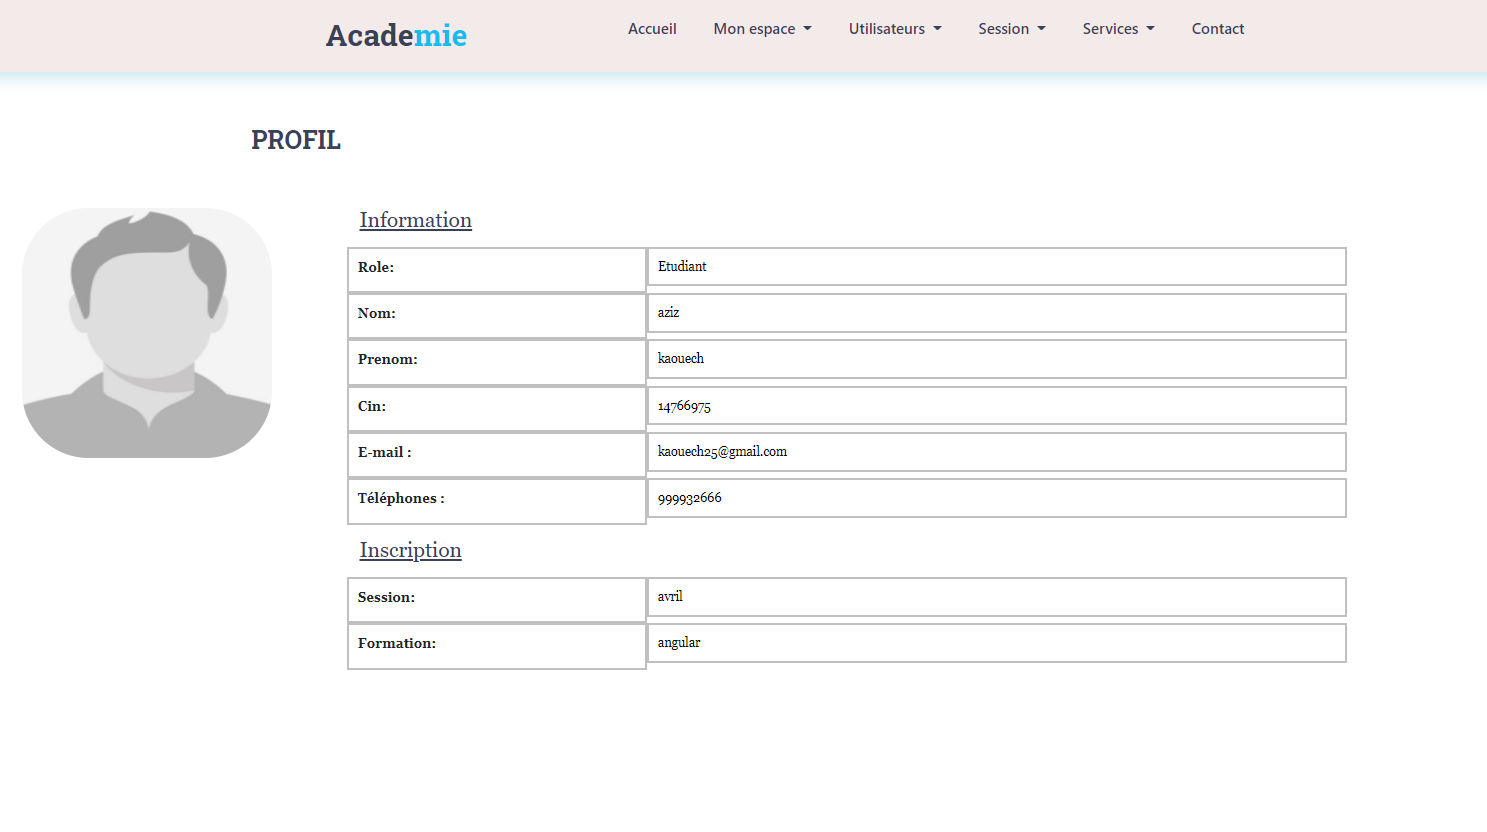 Academie Accueil Mon espace Utilisateurs Session Services Contact
PROFIL
Information
Role: Etudiant
Nom: aziz
Prenom: kaouech
Cin: 14766975
E-mail : kaouech25@gmail.com
Téléphones : 999932666
Inscription
Session: avril
Formation: angular